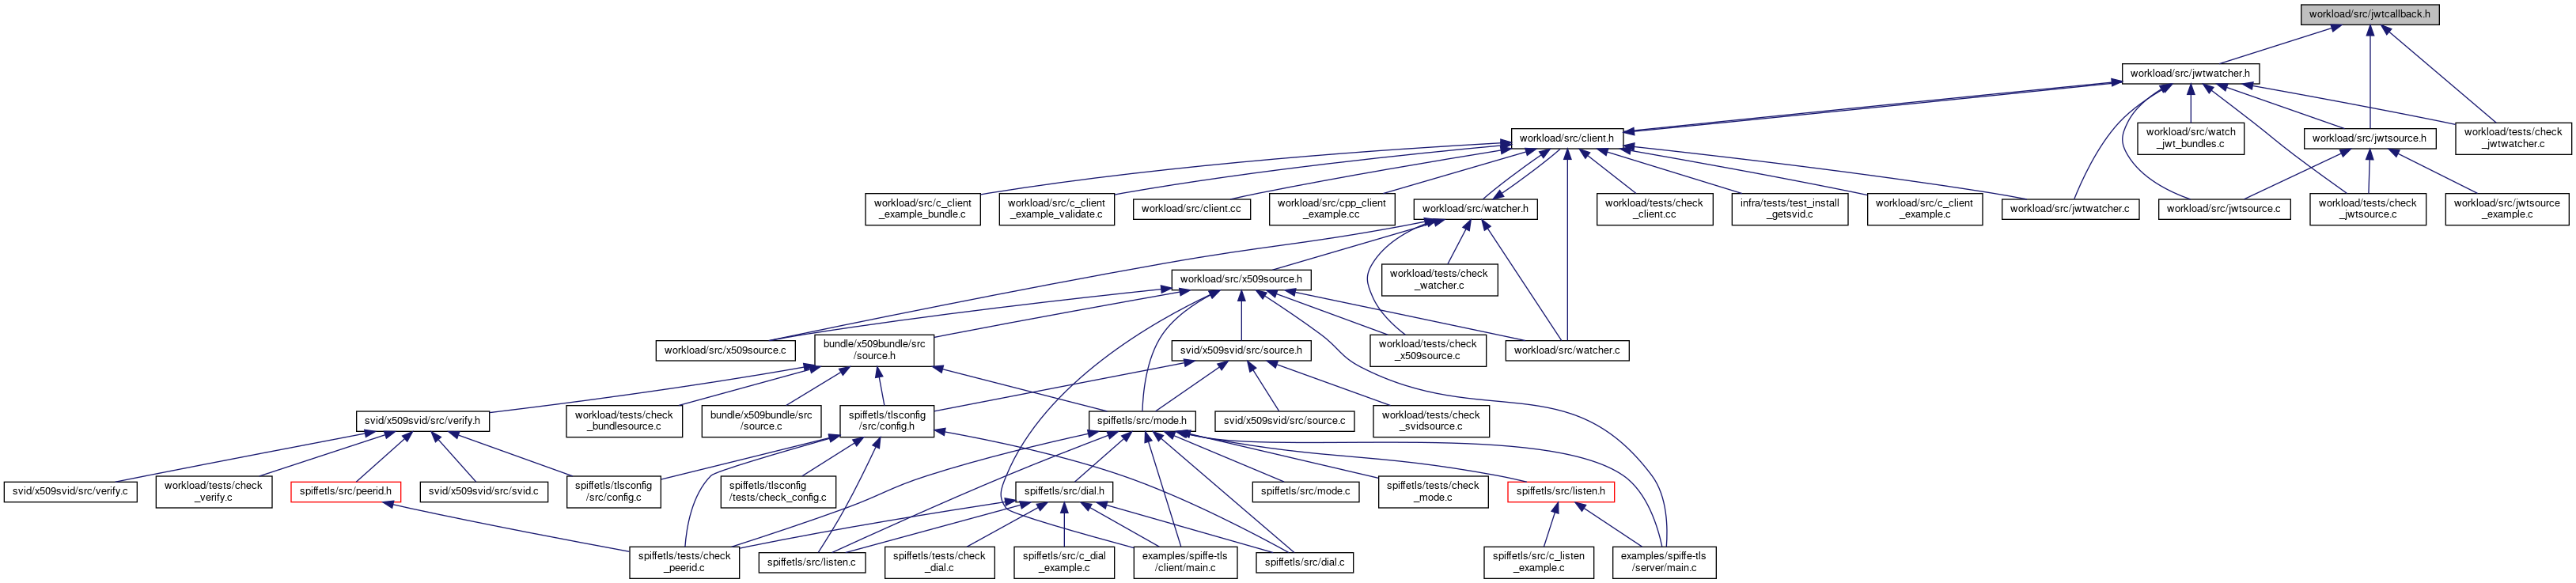 workload/src/jwtcallback.h
workload/src/jwtwatcher.h
workload/src/client.h
workload/src/watch
_jwt_bundles.c
workload/src/jwtsource.h
workload/tests/check
_jwtwatcher.c
workload/src/c_client
_example_bundle.c
workload/src/c_client
_example_validate.c
workload/src/client.cc
workload/src/cpp_client
_example.cc
workload/src/watcher.h
workload/tests/check
_client.cc
infra/tests/test_install
_getsvid.c
workload/src/c_client
_example.c
workload/src/jwtwatcher.c
workload/src/jwtsource.c
workload/tests/check
_jwtsource.c
workload/src/jwtsource
_example.c
workload/src/x509source.h
workload/tests/check
_watcher.c
workload/src/x509source.c
bundle/x509bundle/src
/source.h
svid/x509svid/src/source.h
workload/tests/check
_x509source.c
workload/src/watcher.c
svid/x509svid/src/verify.h
workload/tests/check
_bundlesource.c
bundle/x509bundle/src
/source.c
spiffetls/tlsconfig
/src/config.h
spiffetls/src/mode.h
svid/x509svid/src/source.c
workload/tests/check
_svidsource.c
svid/x509svid/src/verify.c
workload/tests/check
_verify.c
spiffetls/src/peerid.h
svid/x509svid/src/svid.c
spiffetls/tlsconfig
/src/config.c
spiffetls/tlsconfig
/tests/check_config.c
spiffetls/src/dial.h
spiffetls/src/mode.c
spiffetls/tests/check
_mode.c
spiffetls/src/listen.h
spiffetls/tests/check
_peerid.c
spiffetls/src/listen.c
spiffetls/tests/check
_dial.c
spiffetls/src/c_dial
_example.c
examples/spiffe-tls
/client/main.c
spiffetls/src/dial.c
spiffetls/src/c_listen
_example.c
examples/spiffe-tls
/server/main.c